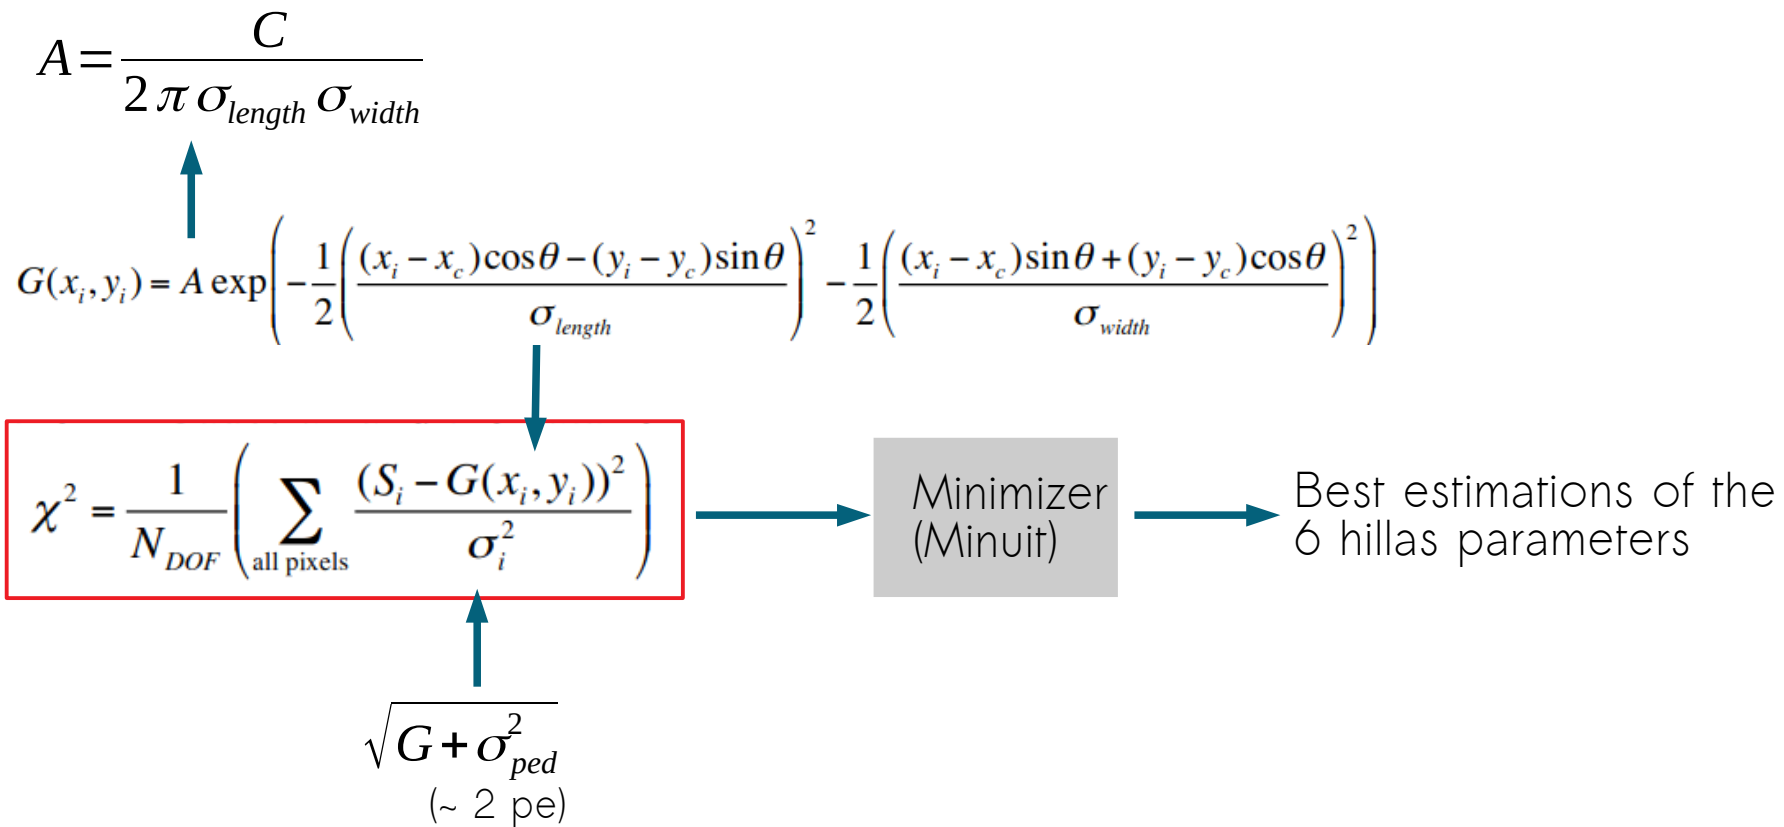 A = C / (2 π σ_length σ_width)
G(x_i, y_i) = A exp( -1/2 ( ((x_i - x_c)cosθ - (y_i - y_c)sinθ) / σ_length )^2 - 1/2 ( ((x_i - x_c)sinθ + (y_i - y_c)cosθ) / σ_width )^2 )
χ^2 = 1/N_DOF ( ∑_{all pixels} (S_i - G(x_i, y_i))^2 / σ_i^2 )
Minimizer
(Minuit)
Best estimations of the
6 hillas parameters
√(G + σ_ped^2)
(~ 2 pe)